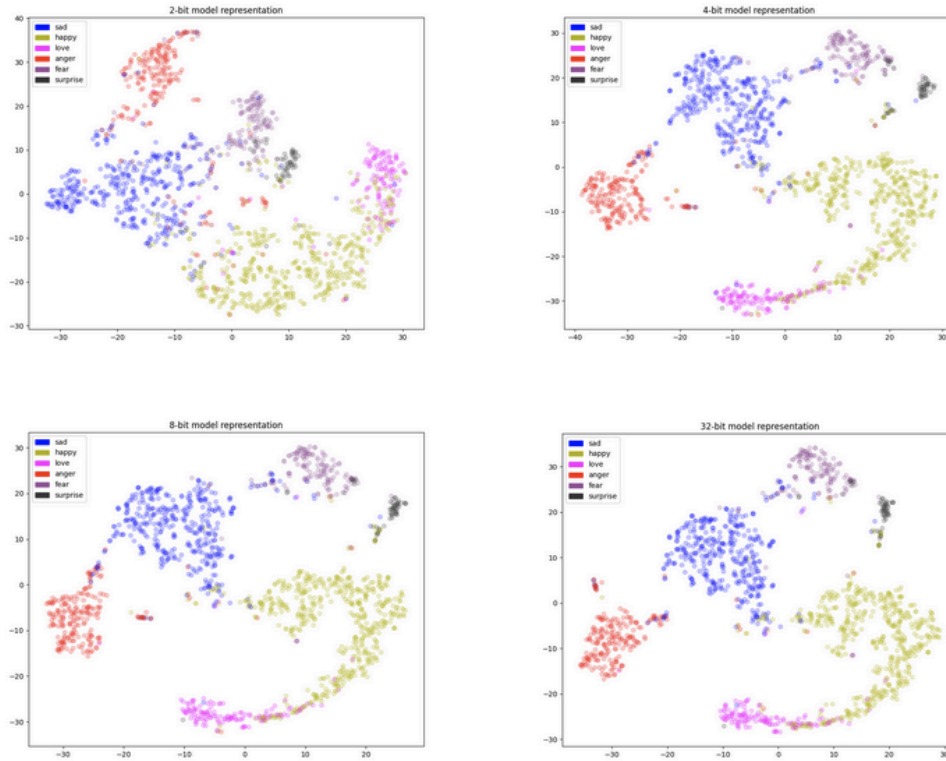 2-bit model representation
sad
happy
love
anger
fear
surprise
40
30
20
10
0
−10
−20
−30
−30
−20
−10
0
10
20
30
4-bit model representation
sad
happy
love
anger
fear
surprise
30
20
10
0
−10
−20
−30
−40
−30
−20
−10
0
10
20
30
8-bit model representation
sad
happy
love
anger
fear
surprise
30
20
10
0
−10
−20
−30
−30
−20
−10
0
10
20
32-bit model representation
sad
happy
love
anger
fear
surprise
30
20
10
0
−10
−20
−30
−30
−20
−10
0
10
20
30